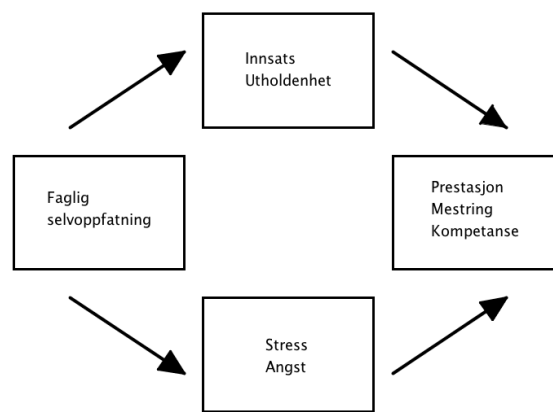 Innsats
Utholdenhet
Faglig
selvoppfatning
Prestasjon
Mestring
Kompetanse
Stress
Angst